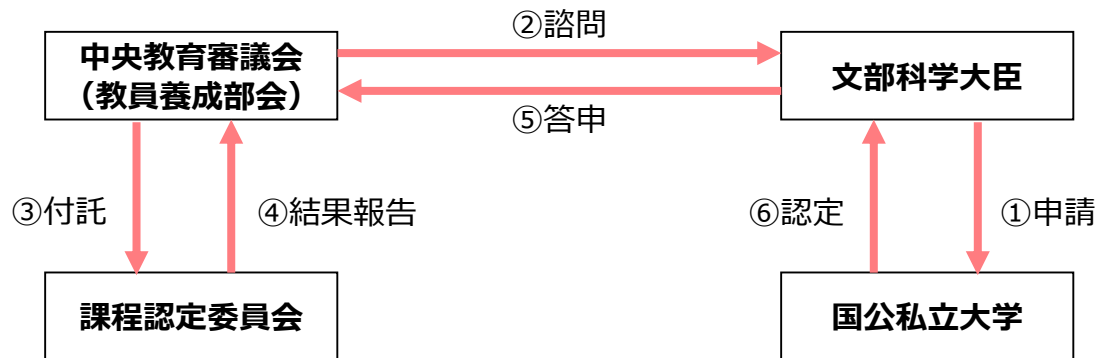 ②諮問
中央教育審議会
（教員養成部会）
文部科学大臣
⑤答申
③付託
④結果報告
⑥認定
①申請
課程認定委員会
国公私立大学